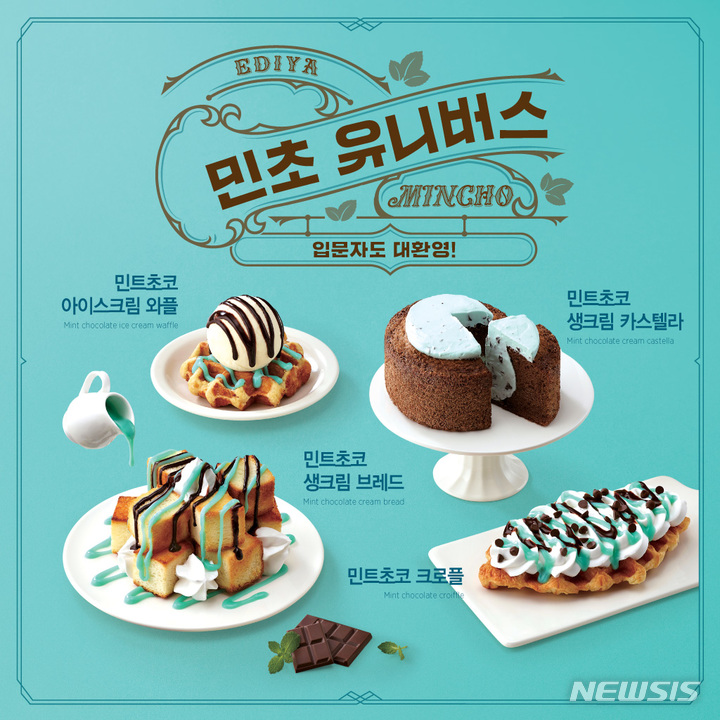 EDIYA
민초 유니버스
MINCHO
입문자도 대환영!
민트초코
아이스크림 와플
Mint chocolate ice cream waffle
민트초코
생크림 카스텔라
Mint chocolate cream castella
민트초코
생크림 브레드
Mint chocolate cream bread
민트초코 크로플
Mint chocolate croiffle
NEWSIS